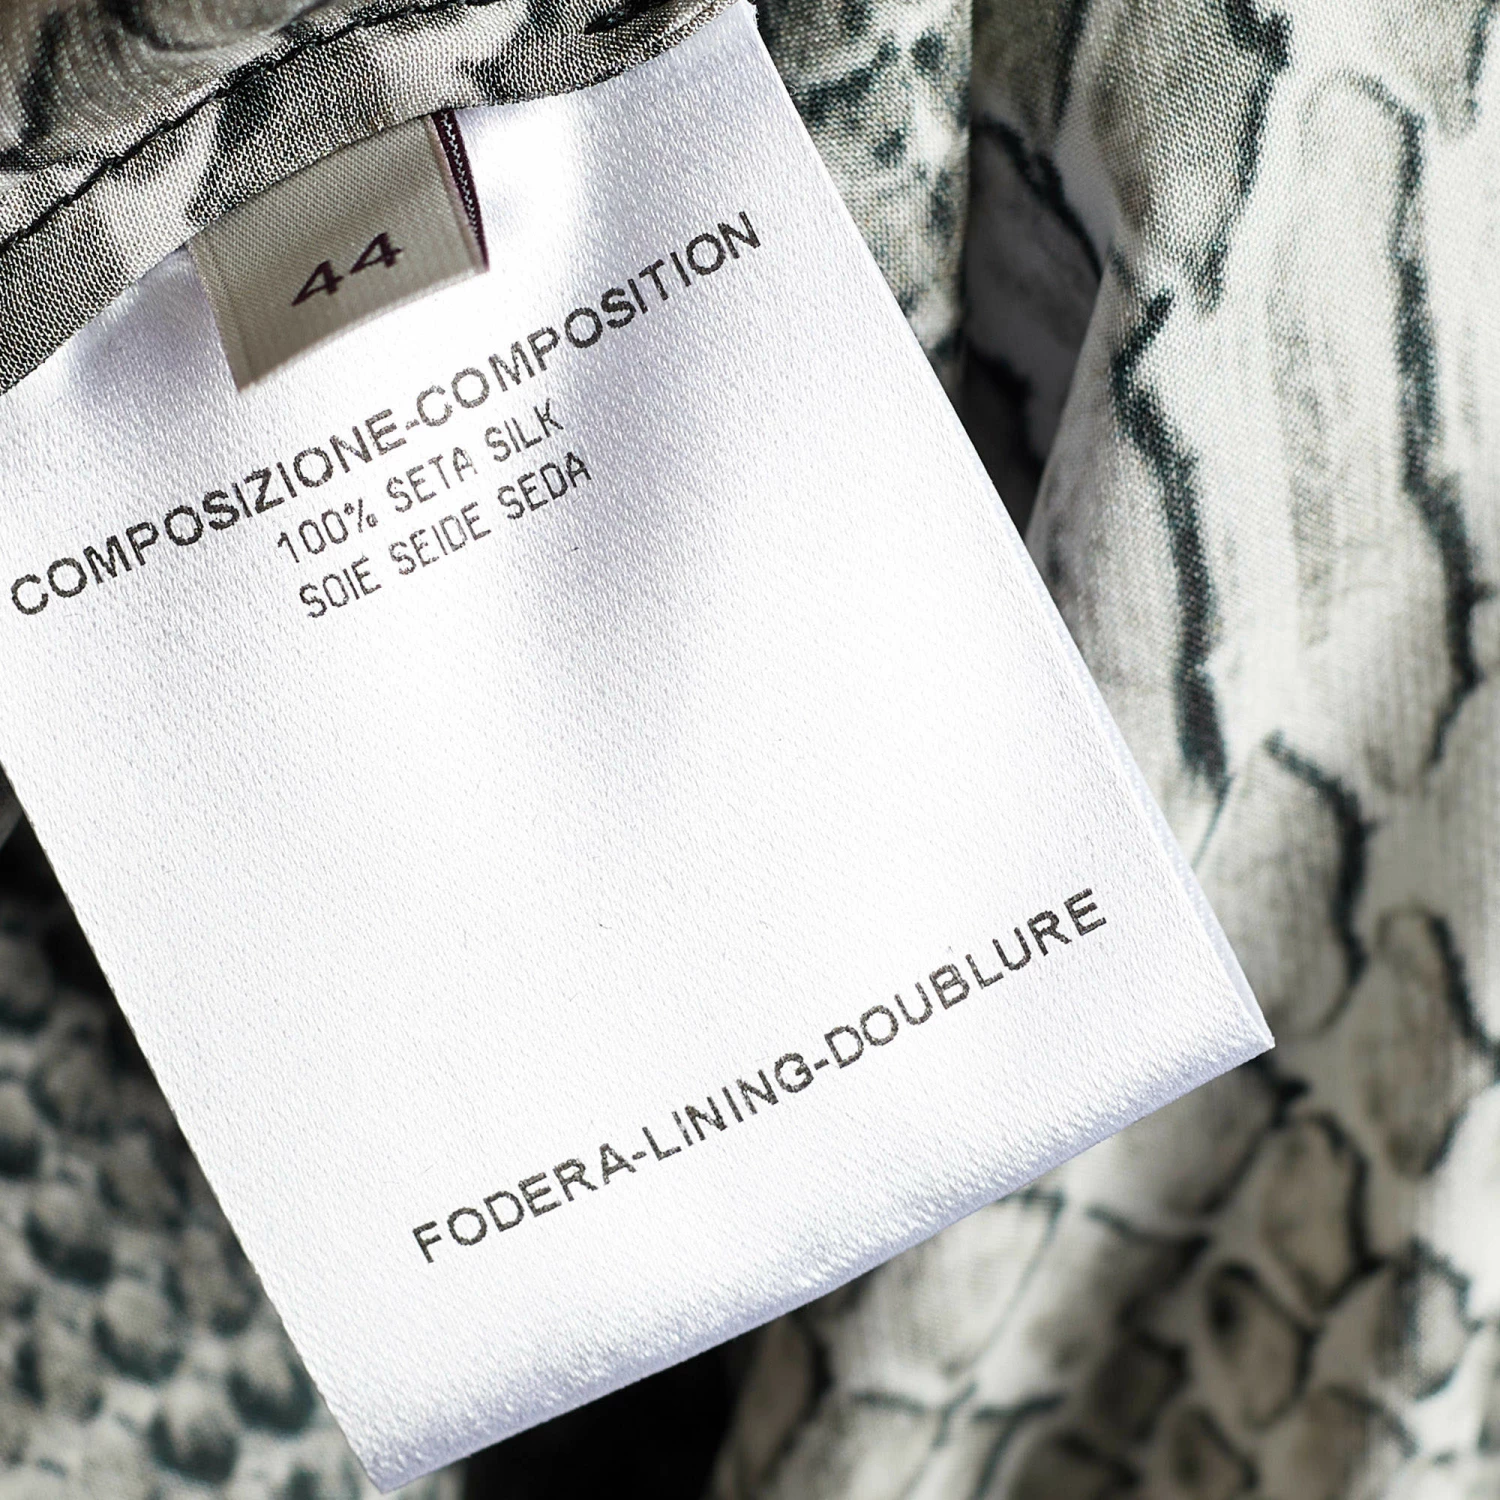 44
COMPOSIZIONE-COMPOSITION
100% SETA SILK
SOIE SEIDE SEDA
FODERA-LINING-DOUBLURE